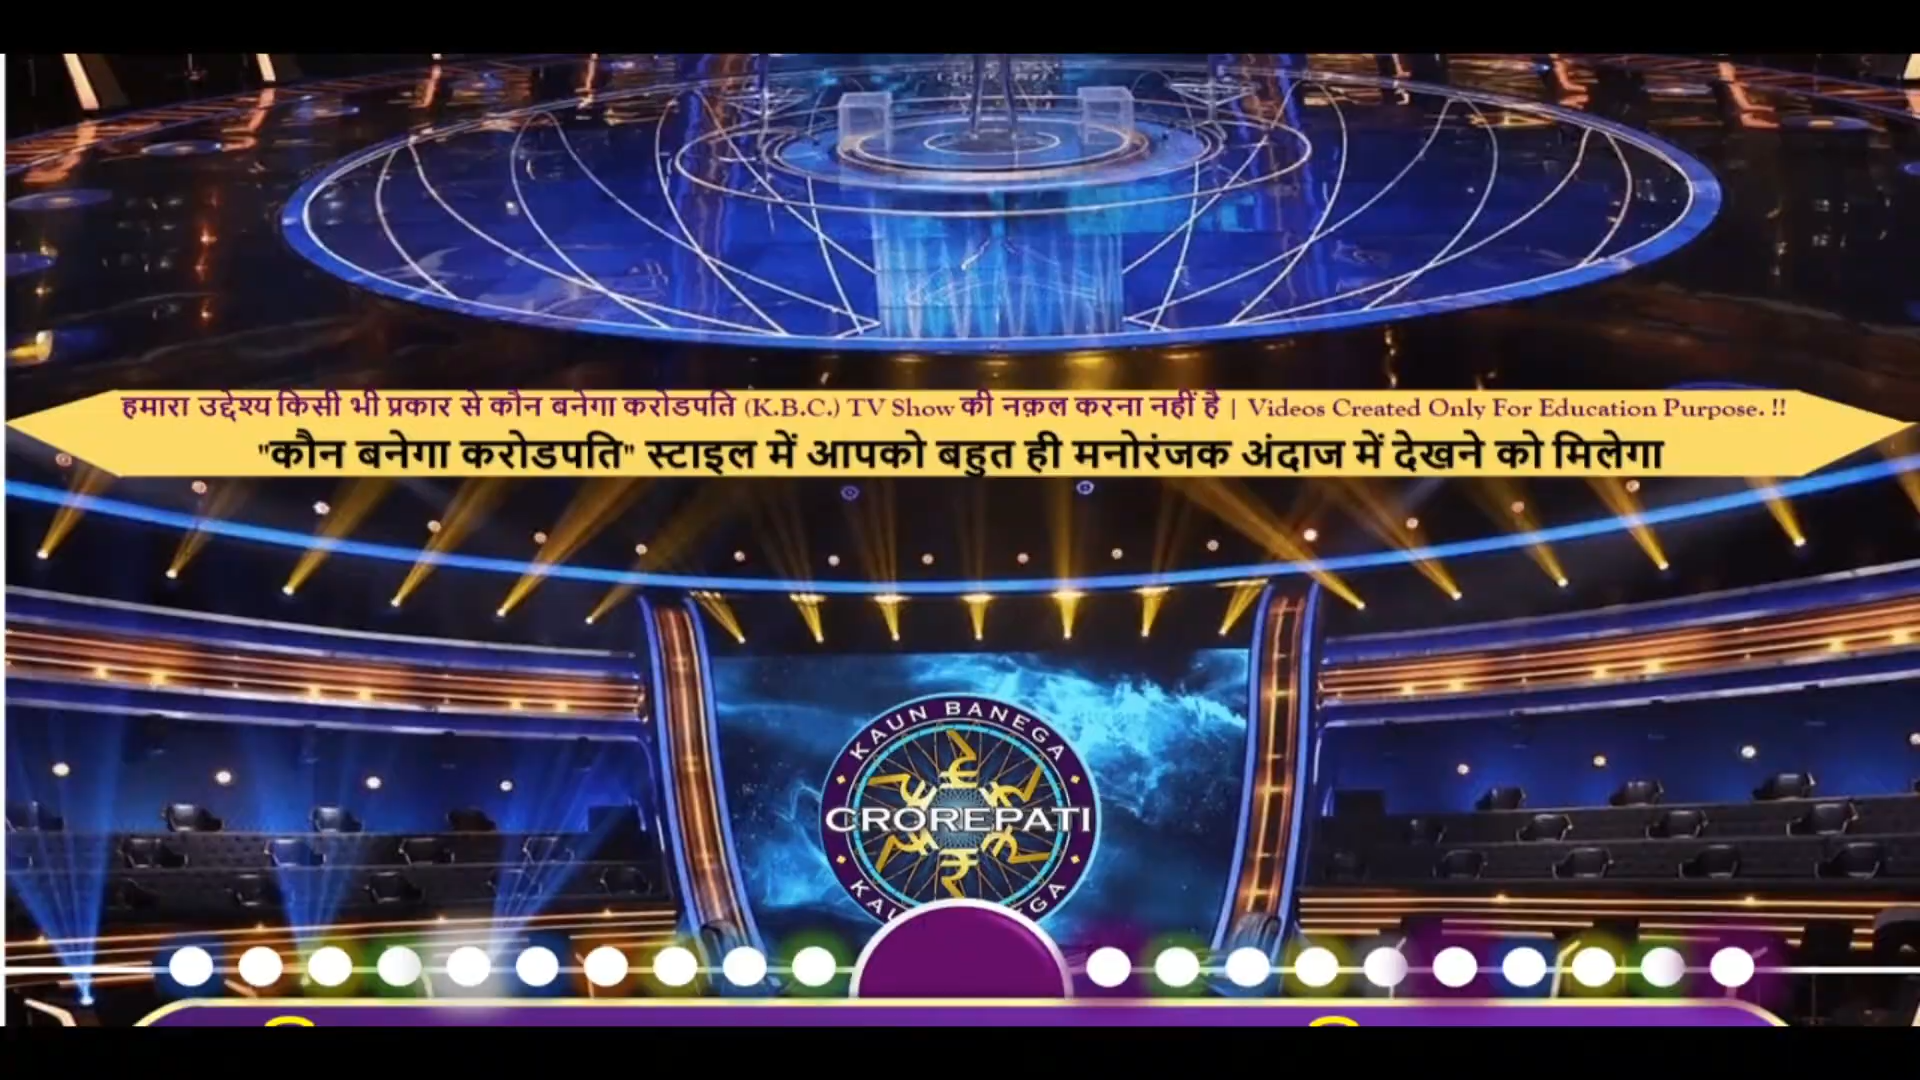 हमारा उद्देश्य किसी भी प्रकार से कौन बनेगा करोडपति (K.B.C.) TV Show की नक़ल करना नहीं है | Videos Created Only For Education Purpose. !!
"कौन बनेगा करोडपति" स्टाइल में आपको बहुत ही मनोरंजक अंदाज में देखने को मिलेगा
KAUN BANEGA
CROREPATI